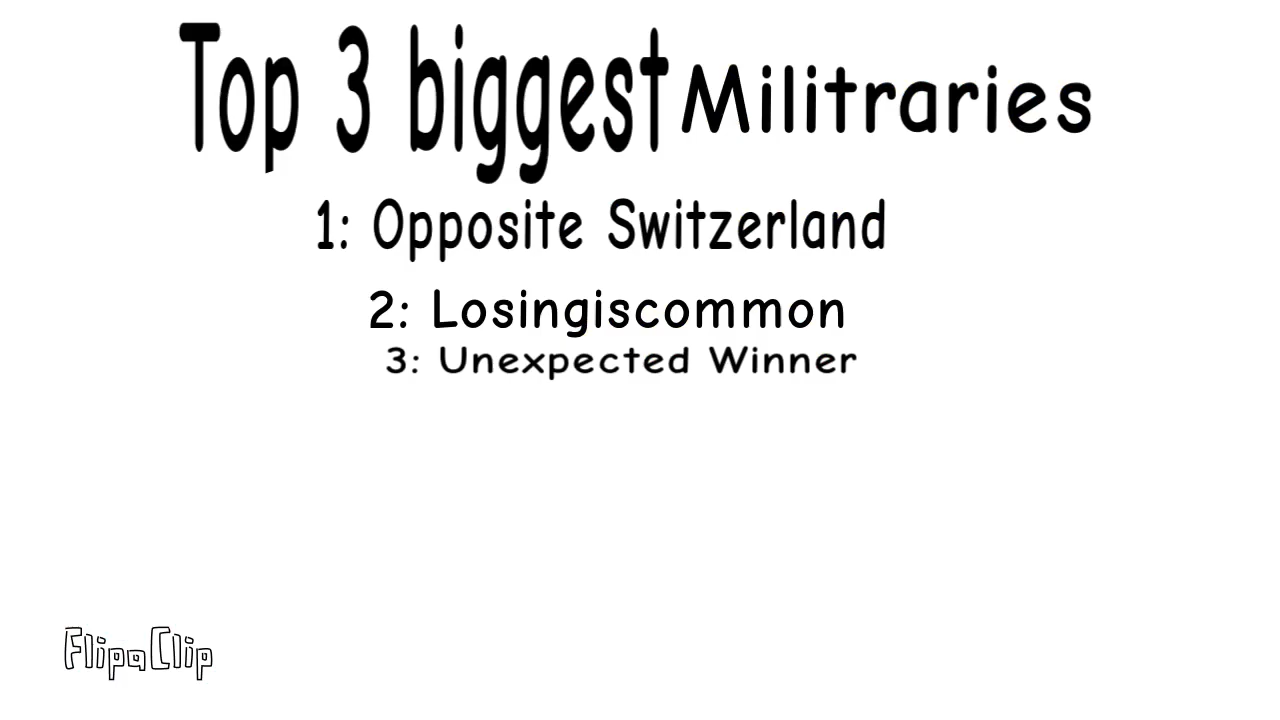 Top 3 biggest Militraries
1: Opposite Switzerland
2: Losingiscommon
3: Unexpected Winner
FlipaClip